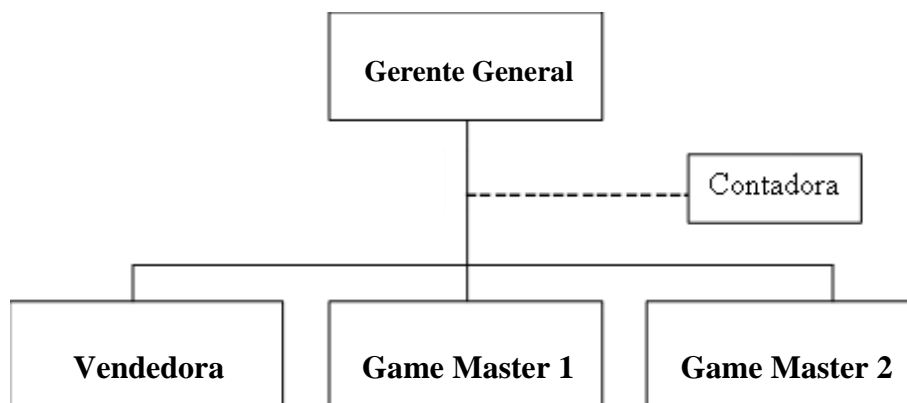 Gerente General
Contadora
Vendedora
Game Master 1
Game Master 2